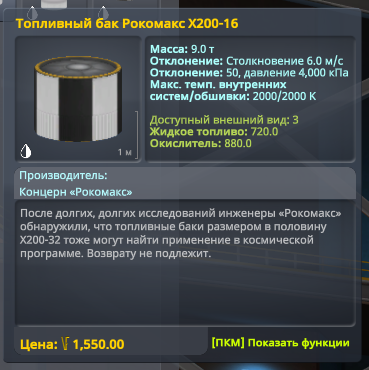 Топливный бак Рокомакс X200-16
Масса: 9.0 т
Отклонение: Столкновение 6.0 м/с
Отклонение: 50, давление 4,000 кПа
Макс. темп. внутренних
систем/обшивки: 2000/2000 К
Доступный внешний вид: 3
Жидкое топливо: 720.0
Окислитель: 880.0
1 м
Производитель:
Концерн «Рокомакс»
После долгих, долгих исследований инженеры «Рокомакс»
обнаружили, что топливные баки размером в половину
X200-32 тоже могут найти применение в космической
программе. Возврату не подлежит.
Цена: 1,550.00
[ПКМ] Показать функции